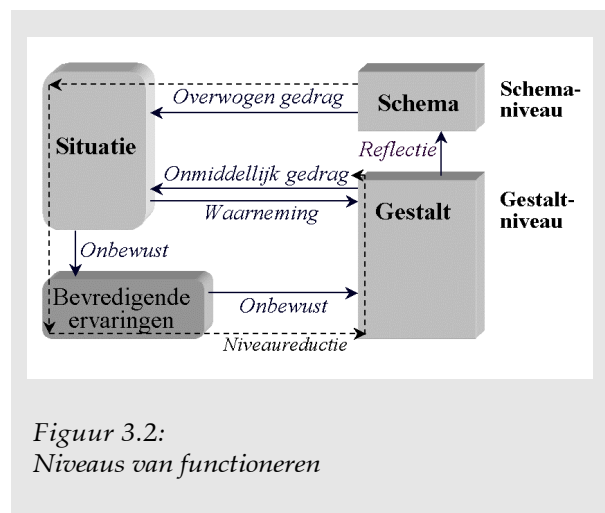 Overwogen gedrag
Schema
Schema-
niveau
Situatie
Reflectie
Onmiddellijk gedrag
Waarneming
Gestalt
Gestalt-
niveau
Onbewust
Bevredigende
ervaringen
Onbewust
Niveaureductie
Figuur 3.2:
Niveaus van functioneren